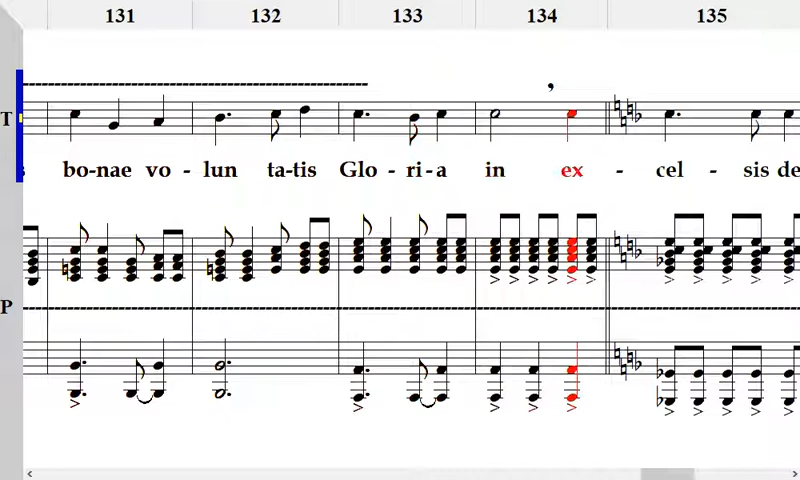 131 132 133 134 135
T
s bo-nae vo - lun ta-tis Glo - ri-a in ex - cel - sis de
P